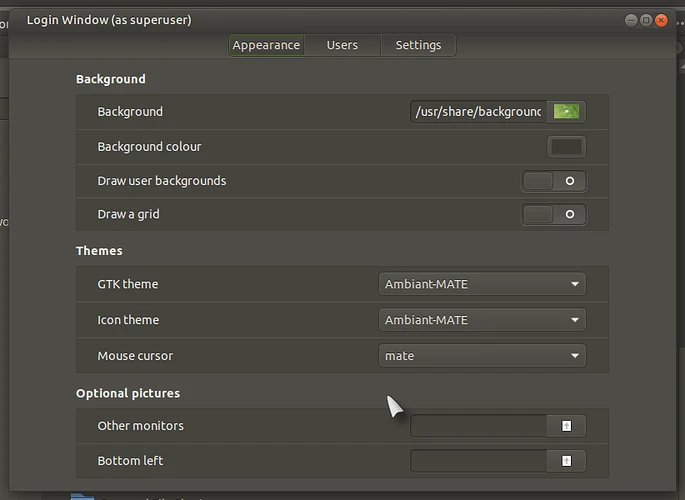 Login Window (as superuser)
Appearance Users Settings
Background
Background /usr/share/backgrounc
Background colour
Draw user backgrounds
Draw a grid
Themes
GTK theme Ambiant-MATE
Icon theme Ambiant-MATE
Mouse cursor mate
Optional pictures
Other monitors
Bottom left